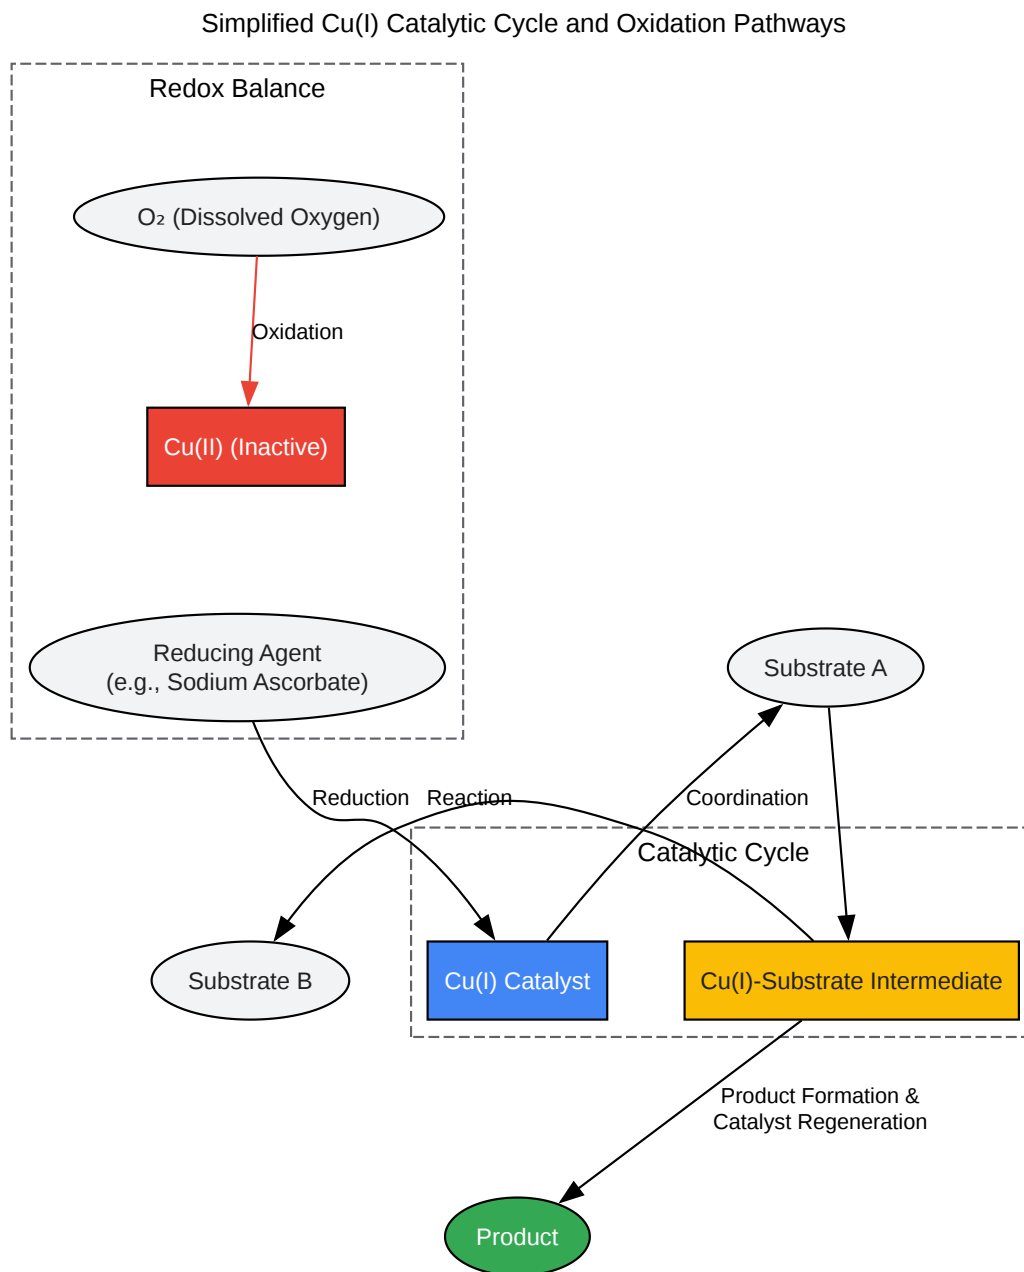 Simplified Cu(I) Catalytic Cycle and Oxidation Pathways
Redox Balance
O₂ (Dissolved Oxygen)
Oxidation
Cu(II) (Inactive)
Reducing Agent
(e.g., Sodium Ascorbate)
Substrate A
Reduction
Reaction
Coordination
Catalytic Cycle
Substrate B
Cu(I) Catalyst
Cu(I)-Substrate Intermediate
Product Formation &
Catalyst Regeneration
Product